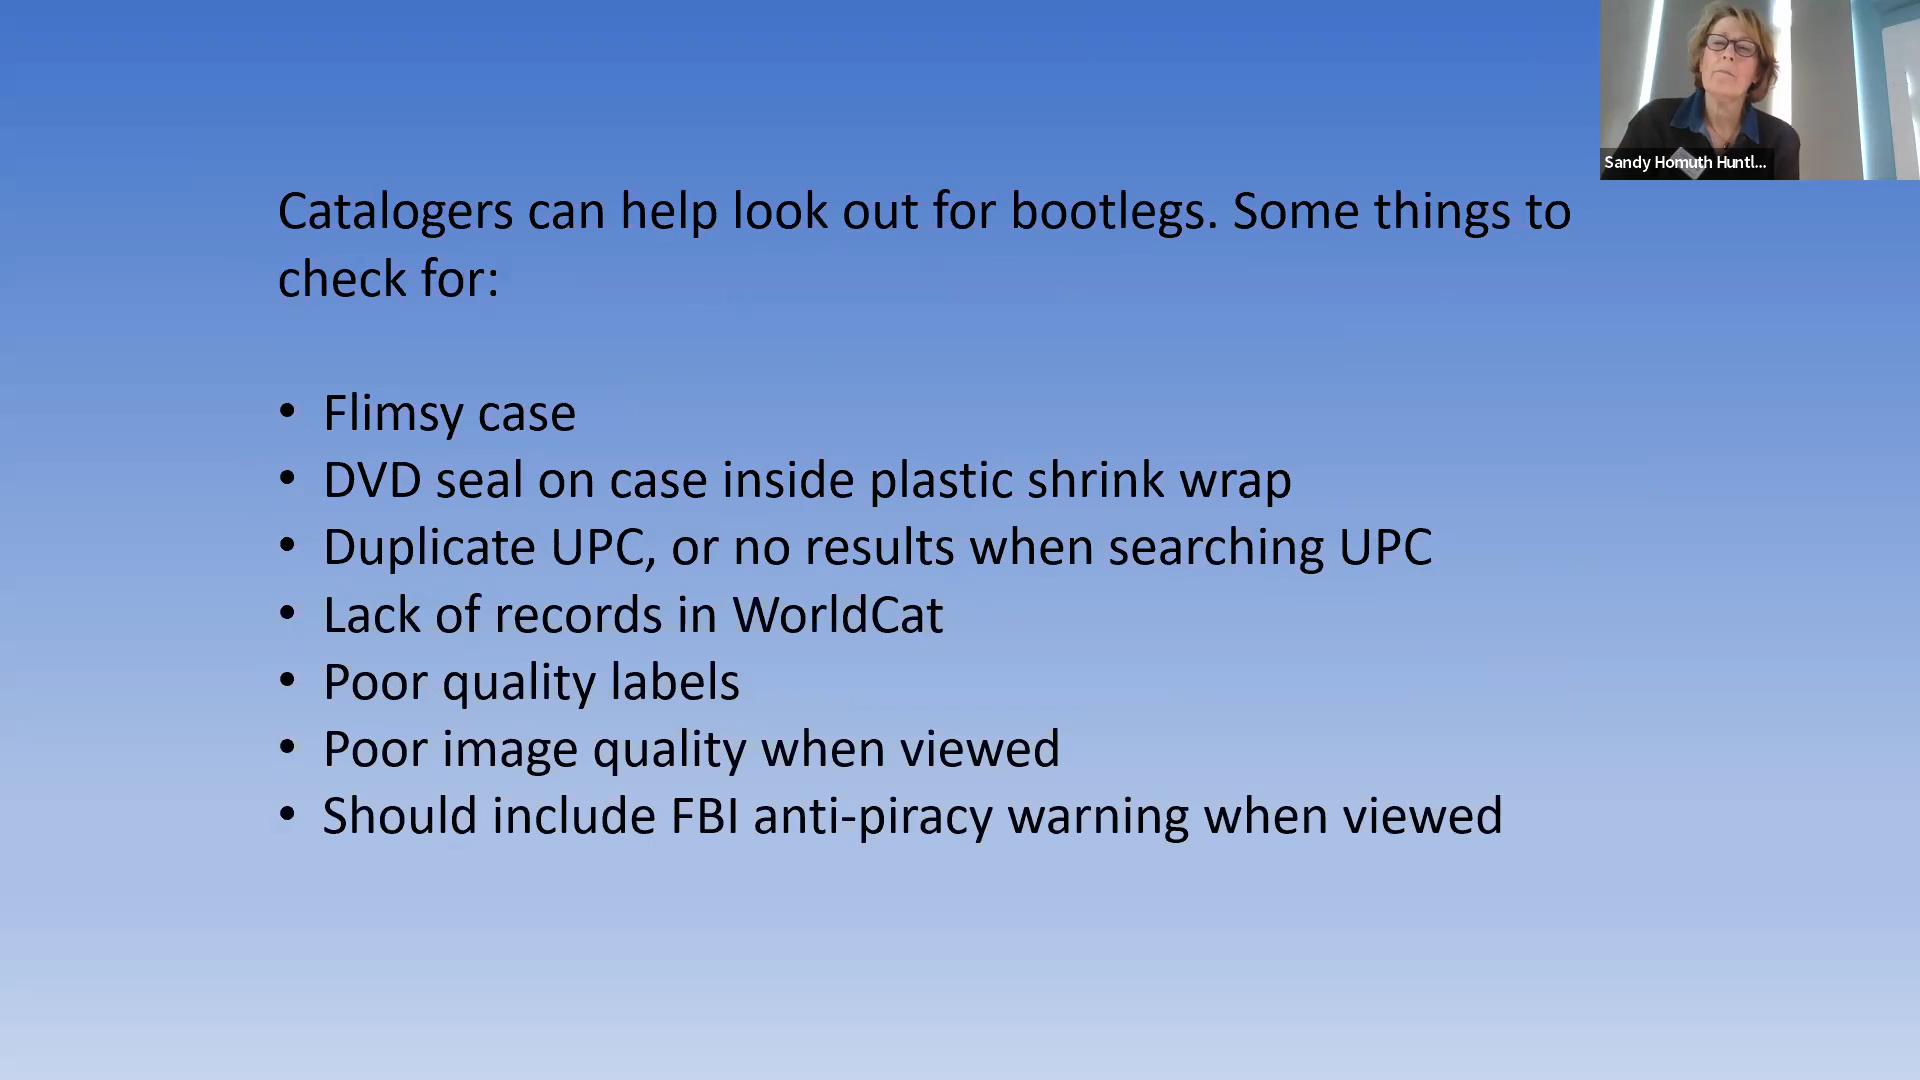 Catalogers can help look out for bootlegs. Some things to
check for:
• Flimsy case
• DVD seal on case inside plastic shrink wrap
• Duplicate UPC, or no results when searching UPC
• Lack of records in WorldCat
• Poor quality labels
• Poor image quality when viewed
• Should include FBI anti-piracy warning when viewed
Sandy Homuth Huntl...